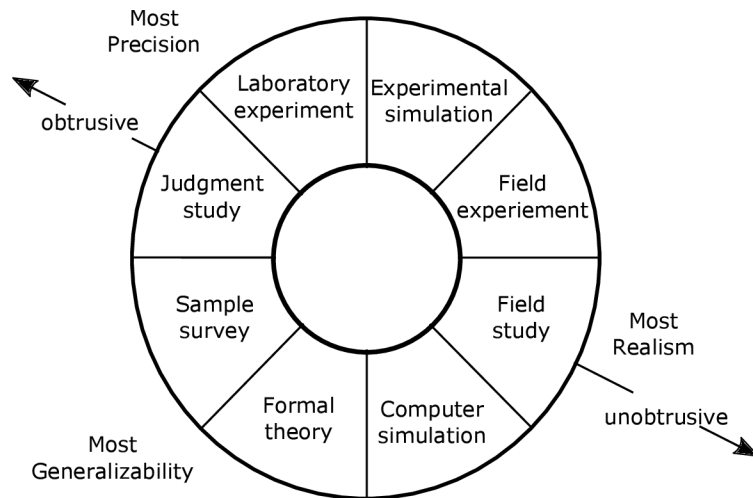 Most
Precision
obtrusive
Laboratory
experiment
Experimental
simulation
Judgment
study
Field
experiement
Sample
survey
Field
study
Most
Realism
unobtrusive
Formal
theory
Computer
simulation
Most
Generalizability